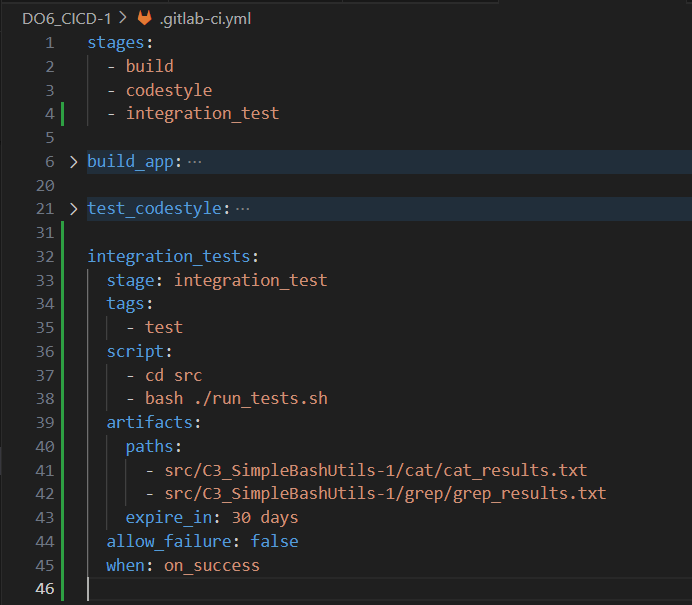 DO6_CICD-1 > .gitlab-ci.yml
1 stages:
2 - build
3 - codestyle
4 - integration_test
5
6 > build_app: ···
20
21 > test_codestyle: ···
31
32 integration_tests:
33 stage: integration_test
34 tags:
35 - test
36 script:
37 - cd src
38 - bash ./run_tests.sh
39 artifacts:
40 paths:
41 - src/C3_SimpleBashUtils-1/cat/cat_results.txt
42 - src/C3_SimpleBashUtils-1/grep/grep_results.txt
43 expire_in: 30 days
44 allow_failure: false
45 when: on_success
46